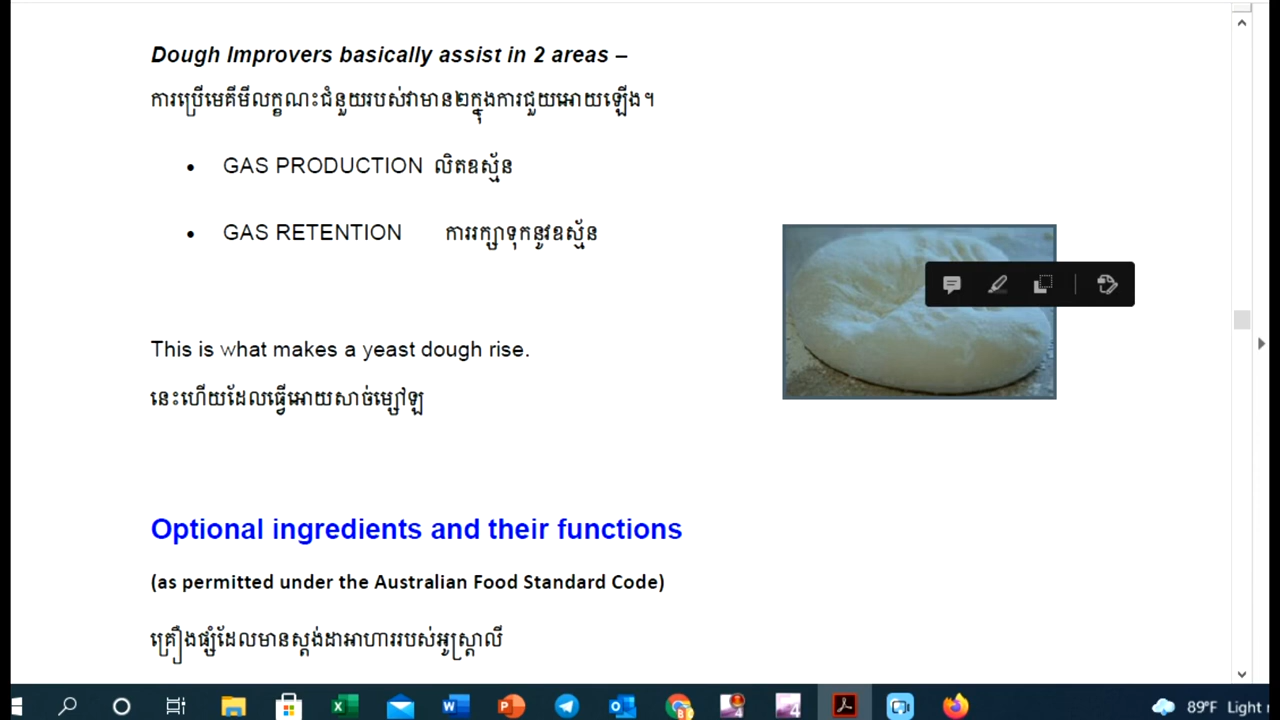 Dough Improvers basically assist in 2 areas –
ការប្រើមេគីមីលក្ខណះជំនួយរបស់វាមាន២ក្នុងការជួយអោយឡើង។
• GAS PRODUCTION លិតឧស្ម័ន
• GAS RETENTION ការរក្សាទុកនូវឧស្ម័ន
This is what makes a yeast dough rise.
នេះហើយដែលធ្វើអោយសាច់ម្សៅឡ
Optional ingredients and their functions
(as permitted under the Australian Food Standard Code)
គ្រឿងផ្សំដែលមានស្តង់ដាអាហាររបស់អូស្ត្រាលី
89°F Light r